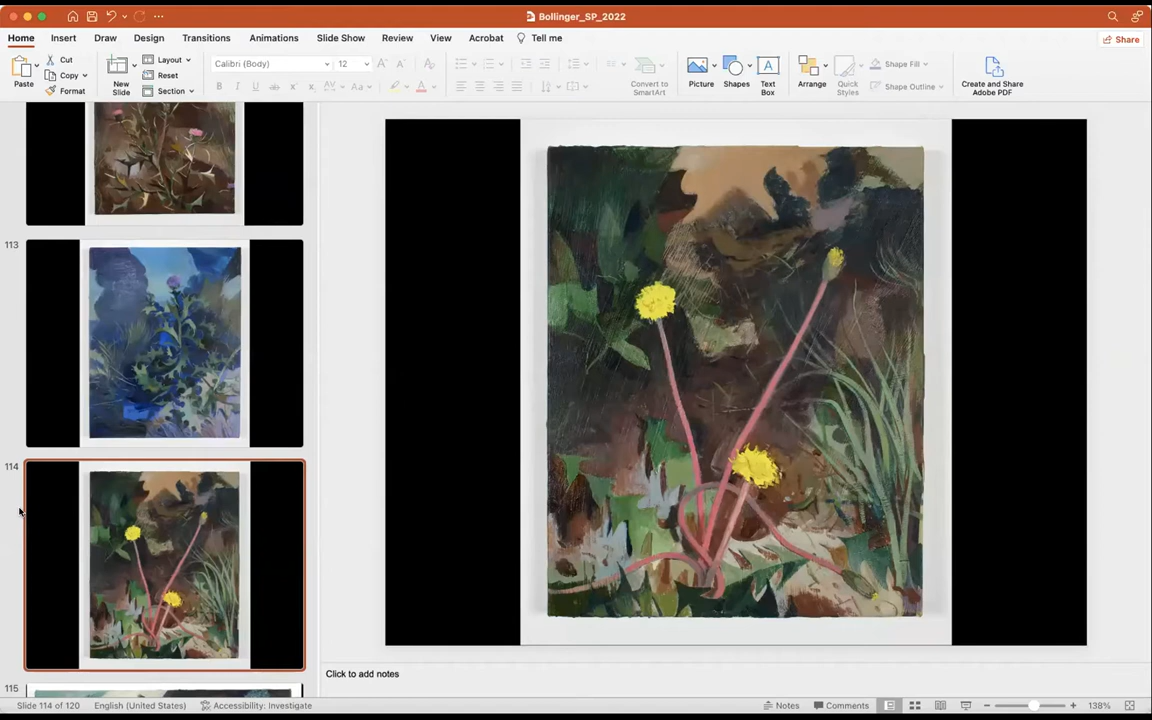 Bollinger_SP_2022
Home Insert Draw Design Transitions Animations Slide Show Review View Acrobat Tell me Share
Paste
Cut
Copy
Format
New Slide
Layout
Reset
Section
Calibri (Body) 12
Convert to SmartArt
Picture
Shapes
Text Box
Arrange
Quick Styles
Shape Fill
Shape Outline
Create and Share Adobe PDF
113
114
115
Click to add notes
Slide 114 of 120 English (United States) Accessibility: Investigate Notes Comments 138%